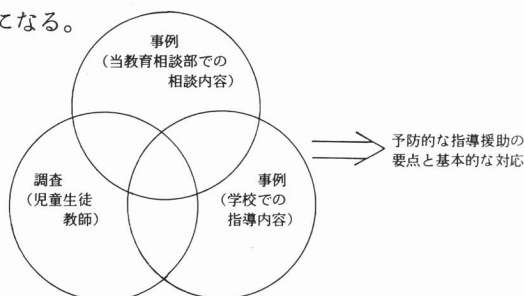 になる。
事例
（当教育相談部での
相談内容）
調査
（児童生徒
教師）
事例
（学校での
指導内容）
予防的な指導援助の
要点と基本的な対応